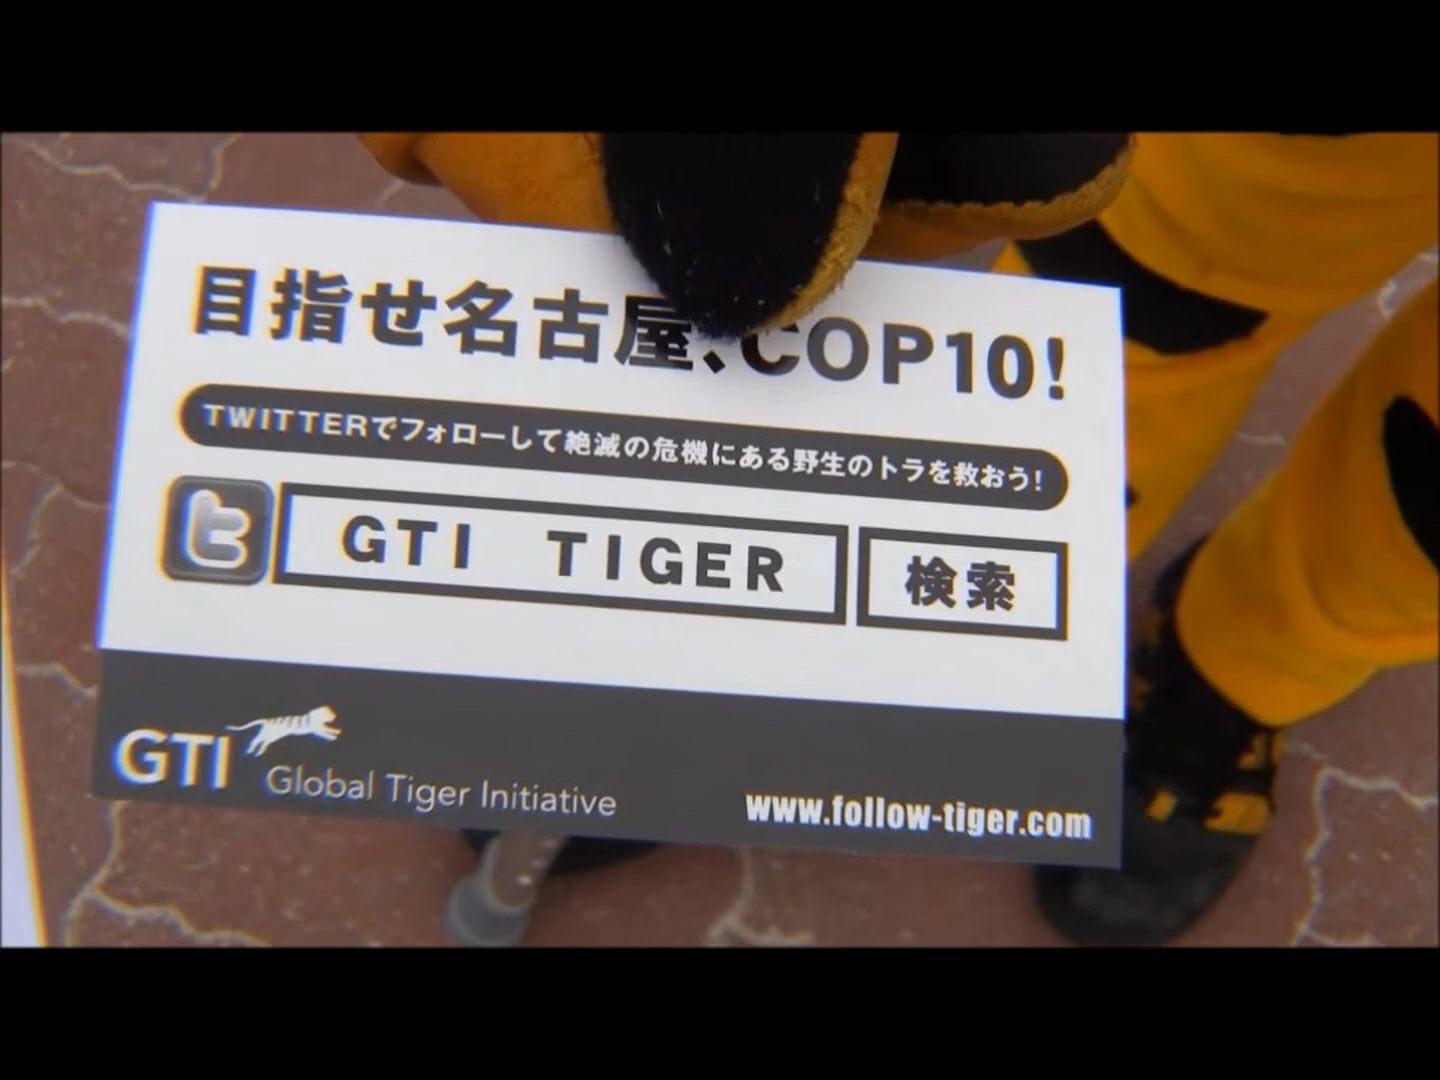 目指せ名古屋、COP10!
TWITTERでフォローして絶滅の危機にある野生のトラを救おう!
t GTI TIGER 検索
GTI Global Tiger Initiative
www.follow-tiger.com